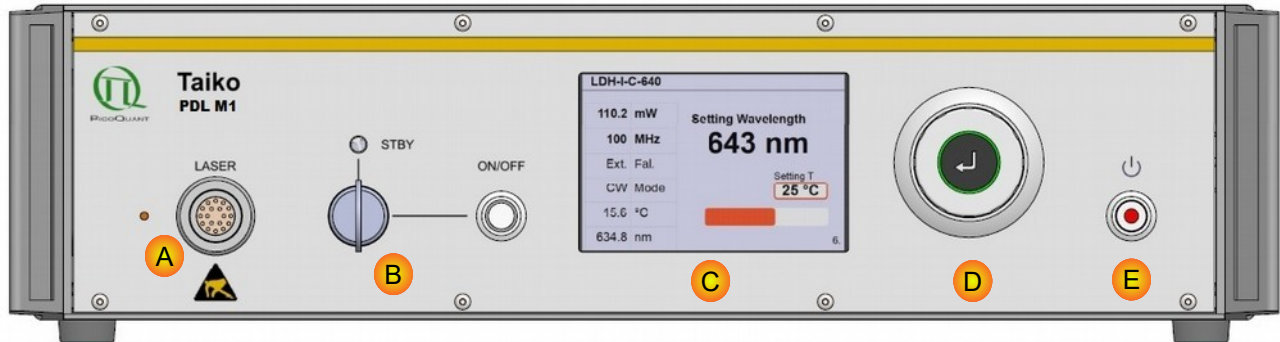 PICOQUANT
Taiko
PDL M1
LASER
STBY
ON/OFF
LDH-I-C-640
110.2 mW
100 MHz
Ext. Fal.
CW Mode
15.6 °C
634.8 nm
Setting Wavelength
643 nm
Setting T
25 °C
6.
A
B
C
D
E